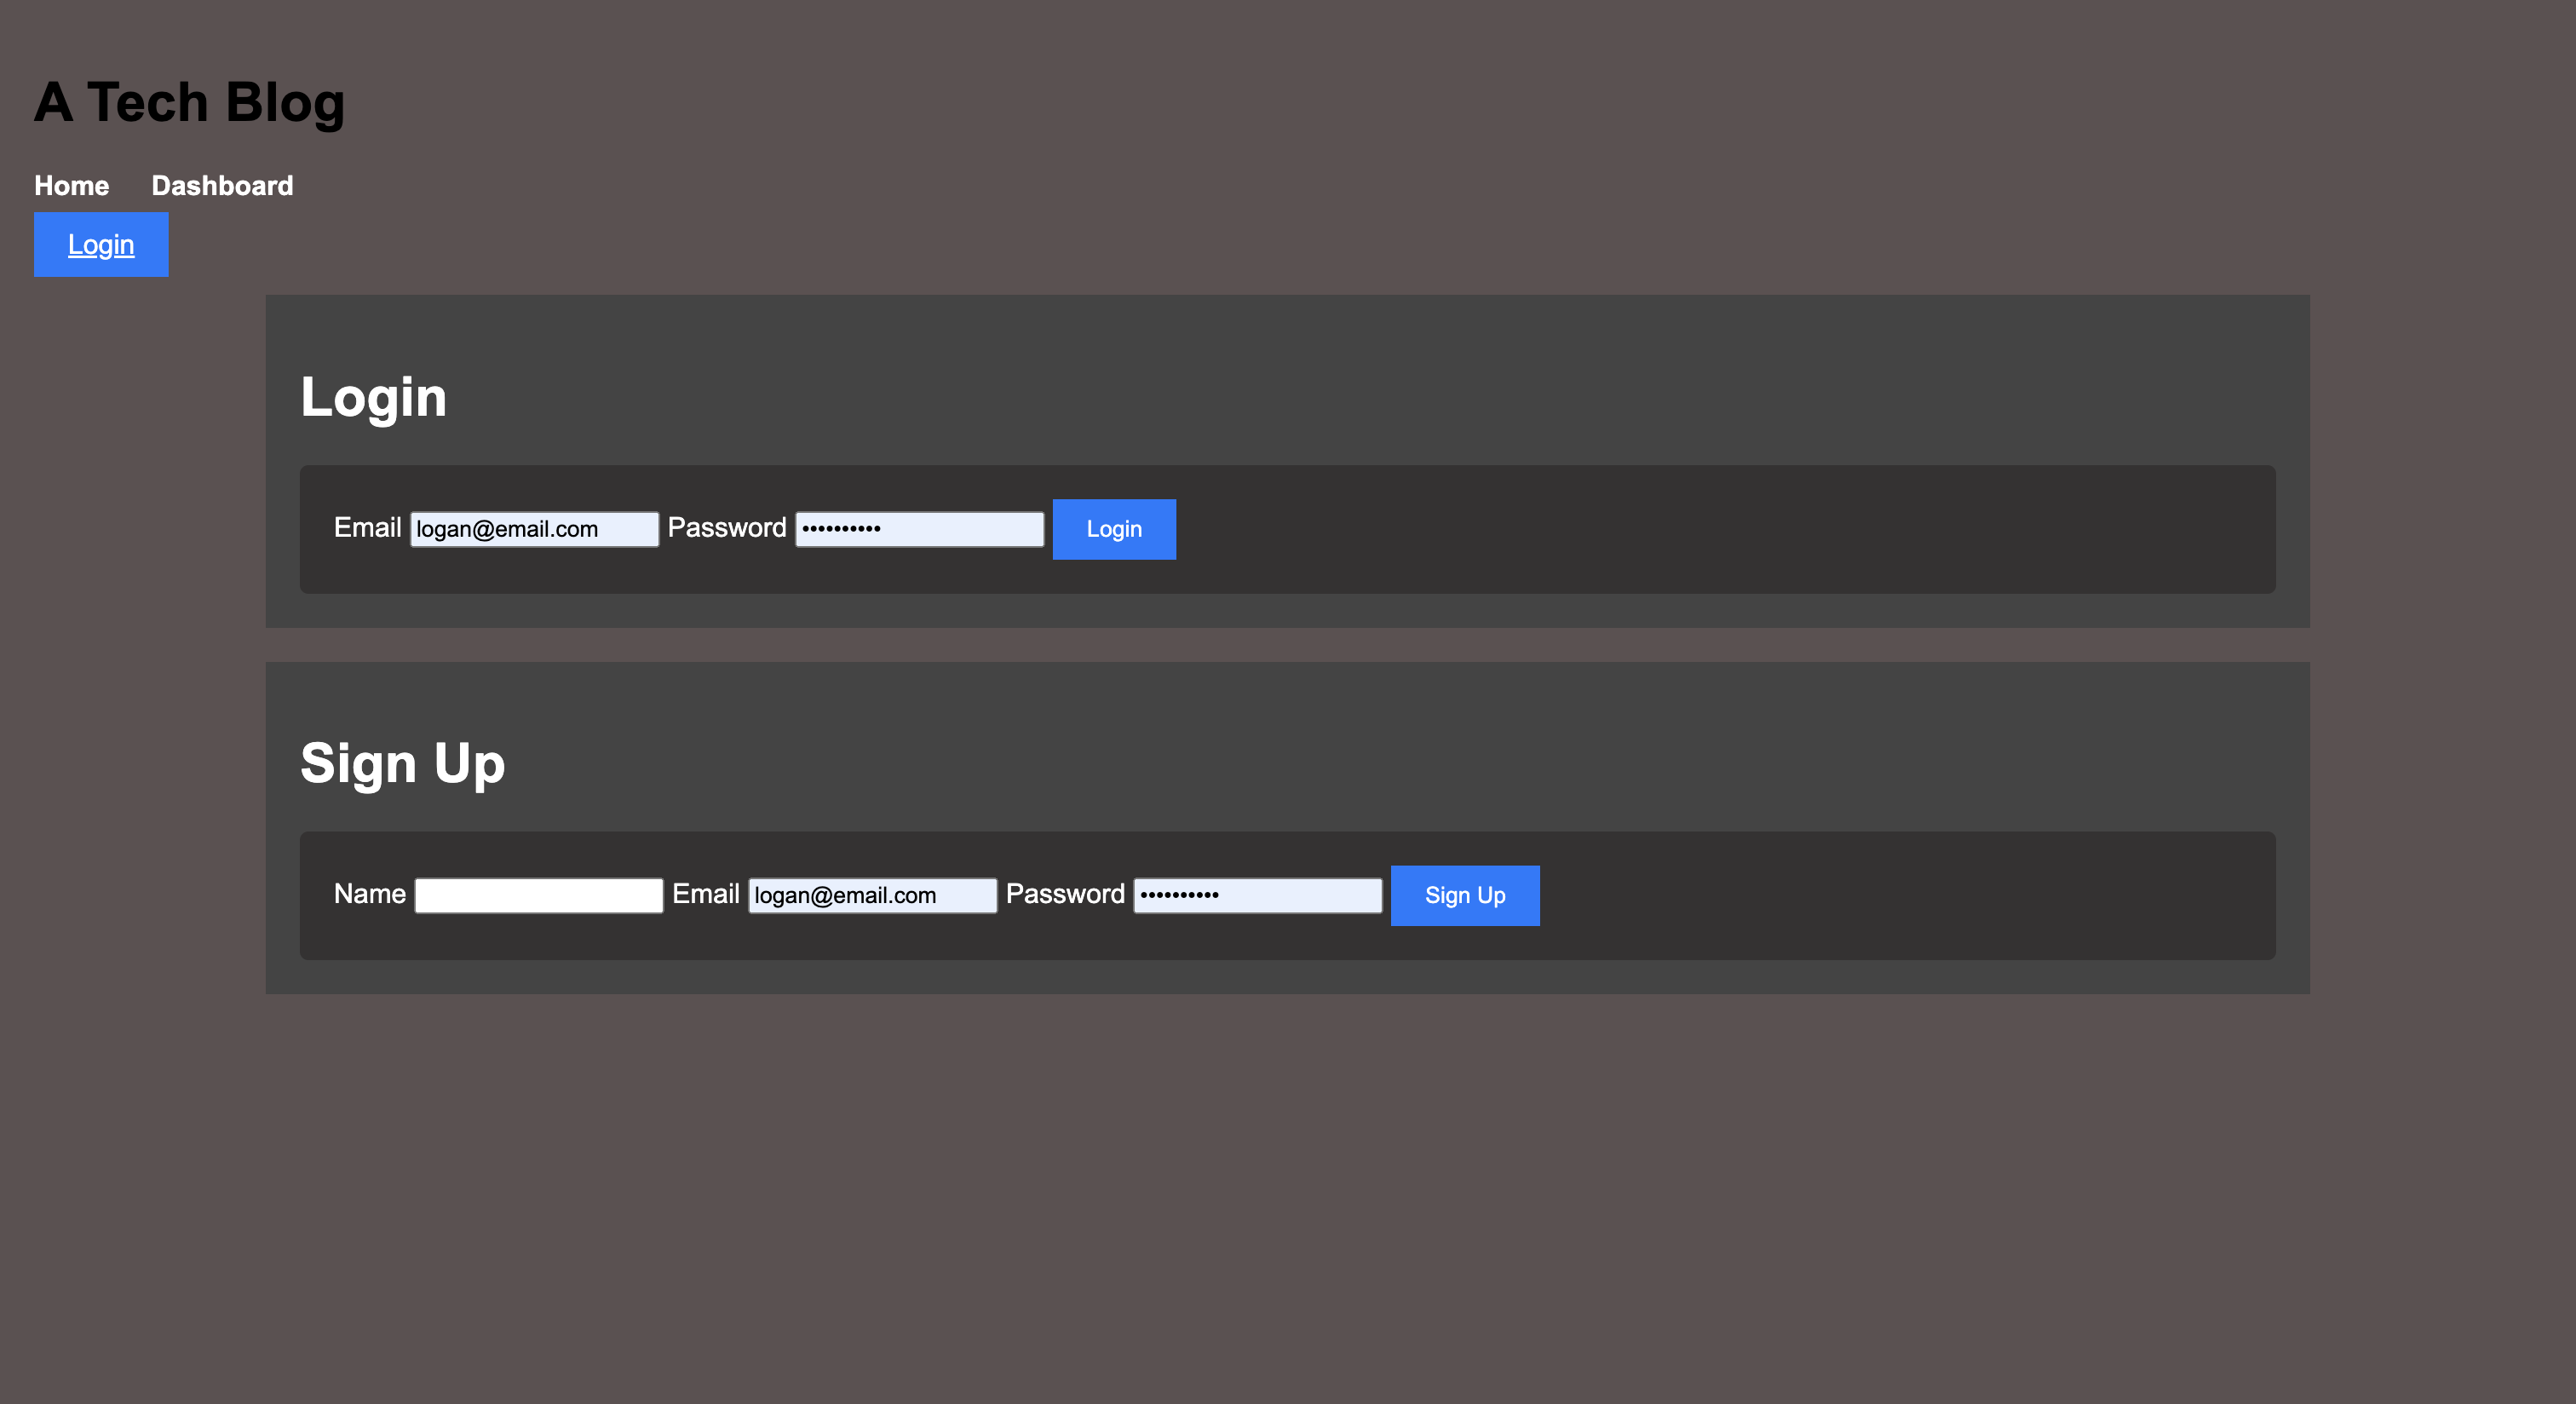 A Tech Blog
Home Dashboard
Login
Login
Email logan@email.com Password •••••••••• Login
Sign Up
Name Email logan@email.com Password •••••••••• Sign Up